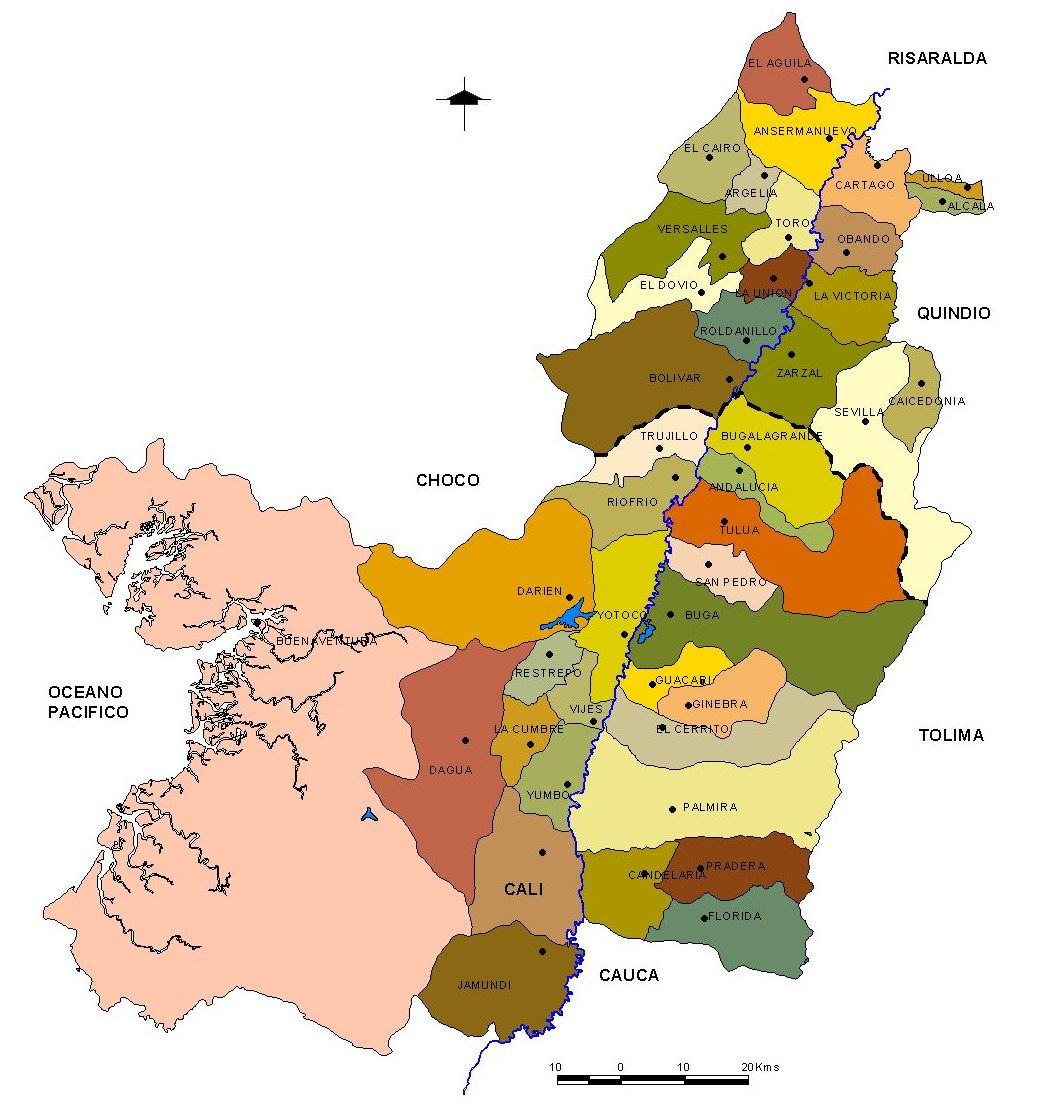 RISARALDA
EL AGUILA
ANSERMANUEVO
EL CAIRO
ULLOA
CARTAGO
ARGELIA
ALCALA
TORO
VERSALLES
OBANDO
EL DOVIO
LA UNION
LA VICTORIA
QUINDIO
ROLDANILLO
ZARZAL
BOLIVAR
CAICEDONIA
SEVILLA
TRUJILLO
BUGALAGRANDE
CHOCO
ANDALUCIA
RIOFRIO
TULUA
SAN PEDRO
DARIEN
YOTOCO
BUGA
BUENAVENTURA
RESTREPO
GUACARI
OCEANO
PACIFICO
GINEBRA
VIJES
LA CUMBRE
EL CERRITO
TOLIMA
DAGUA
YUMBO
PALMIRA
PRADERA
CANDELARIA
CALI
FLORIDA
CAUCA
JAMUNDI
10 0 10 20 Kms